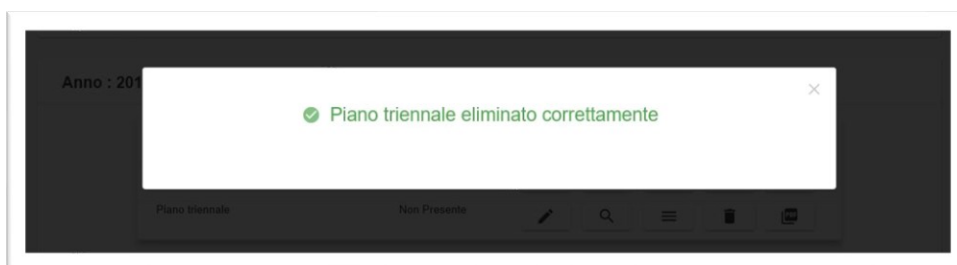 Anno : 201
Piano triennale eliminato correttamente
Piano triennale Non Presente